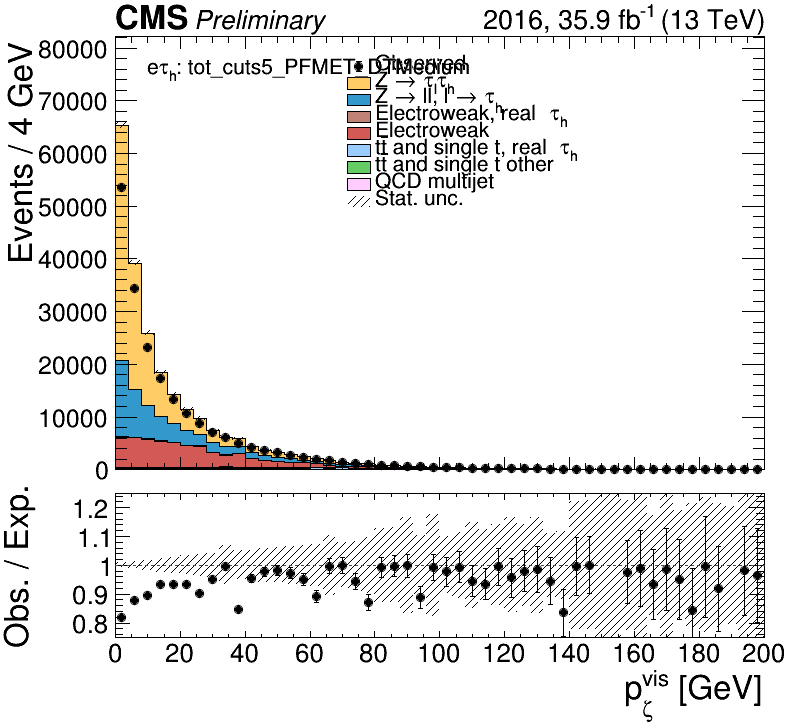 CMS Preliminary 2016, 35.9 fb⁻¹ (13 TeV)
Events / 4 GeV
80000
70000
60000
50000
40000
30000
20000
10000
0
eτh: tot_cuts5_PFMET
Medium
Observed
Z → τlτh
Z → ll, l → τh
Electroweak, real τh
Electroweak
tt̄ and single t, real τh
tt̄ and single t other
QCD multijet
Stat. unc.
Obs. / Exp.
1.2
1.1
1
0.9
0.8
0 20 40 60 80 100 120 140 160 180 200
pζvis [GeV]